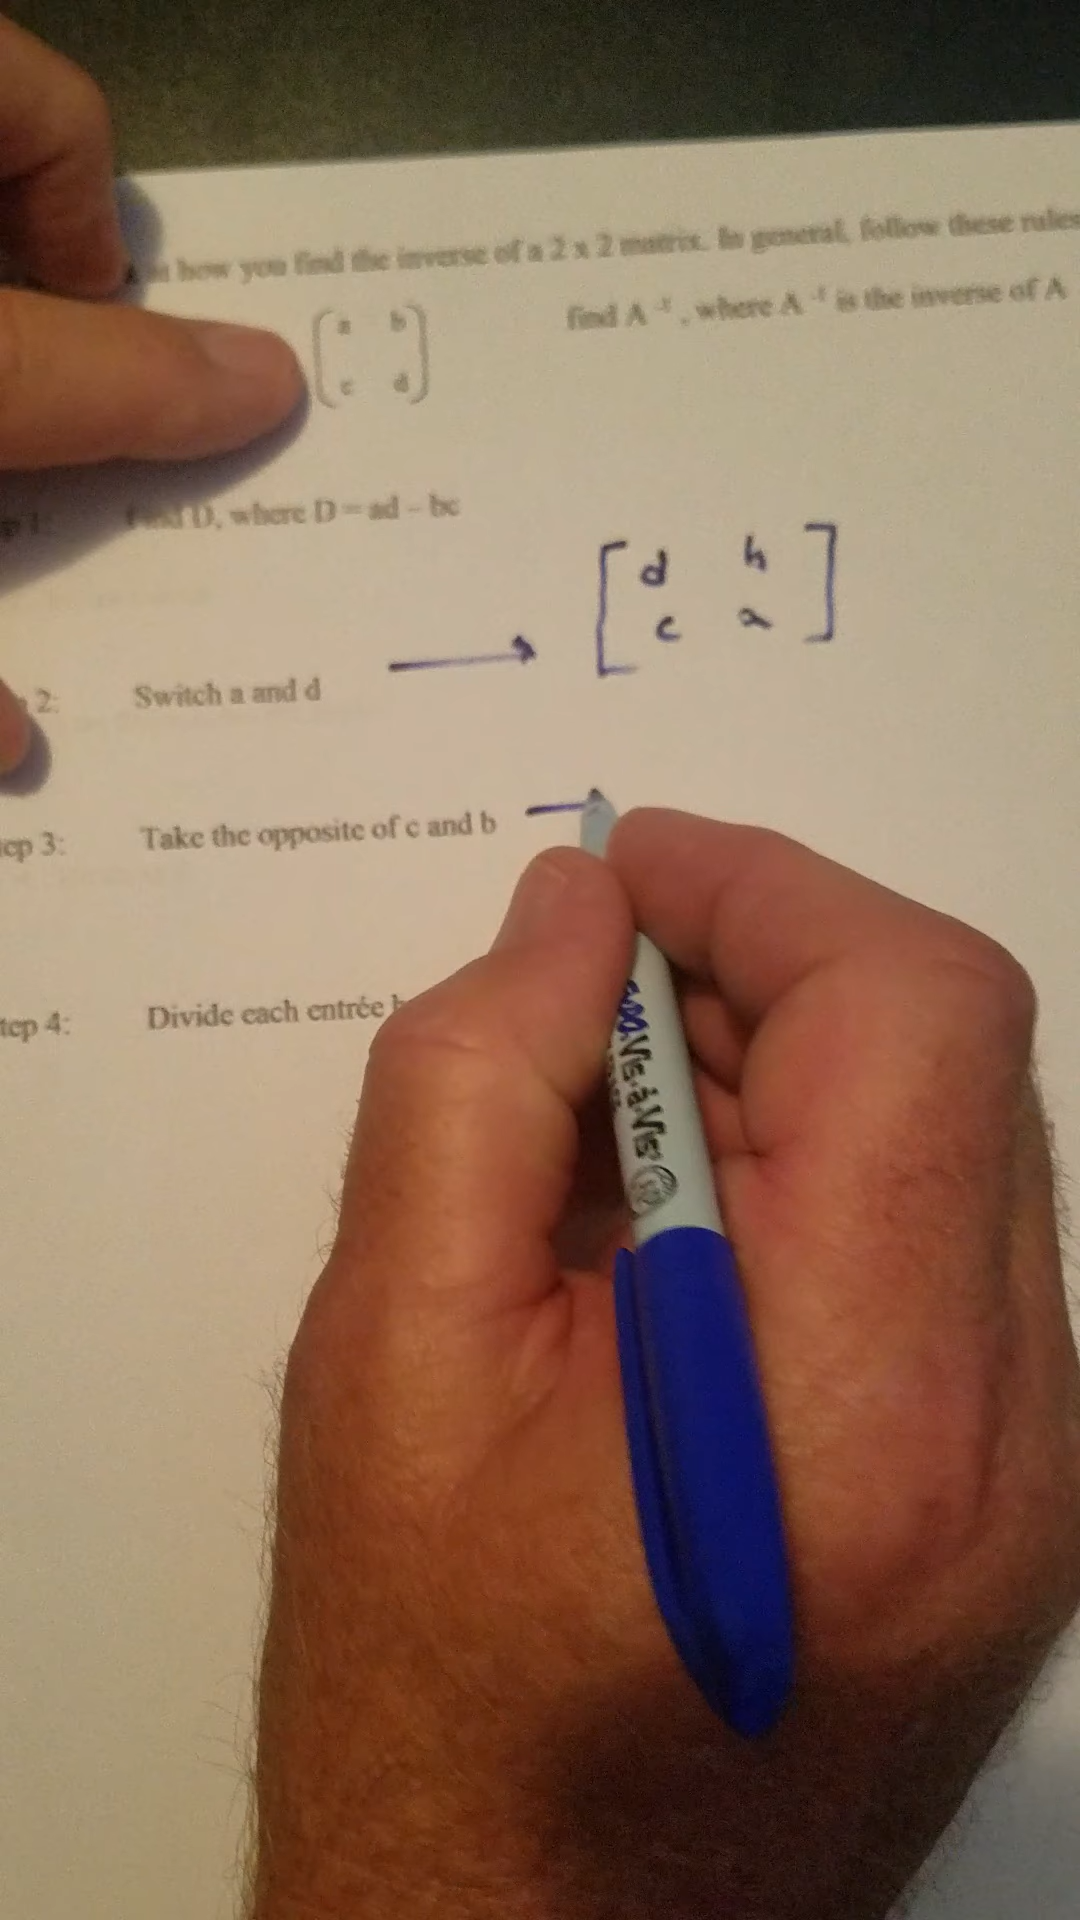 how you find the inverse of a 2 x 2 matrix. In general, follow these rules
a b
c d
find A ⁻¹, where A ⁻¹ is the inverse of A
D, where D = ad – bc
d b
c a
2: Switch a and d
3: Take the opposite of c and b
4: Divide each entrée
Vis-à-Vis